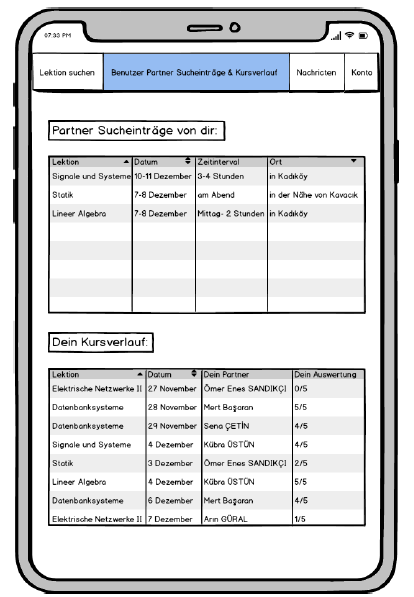 07:33 PM
Lektion suchen Benutzer Partner Sucheinträge & Kursverlauf Nachrichten Konto
Partner Sucheinträge von dir:
Lektion Datum Zeitinterval Ort
Signale und Systeme 10-11 Dezember 3-4 Stunden in Kadıköy
Statik 7-8 Dezember am Abend in der Nähe von Kavacık
Lineer Algebra 7-8 Dezember Mittag- 2 Stunden in Kadıköy
Dein Kursverlauf:
Lektion Datum Dein Partner Dein Auswertung
Elektrische Netzwerke II 27 November Ömer Enes SANDIKÇI 0/5
Datenbanksysteme 28 November Mert Başaran 5/5
Datenbanksysteme 29 November Sena ÇETİN 4/5
Signale und Systeme 4 Dezember Kübra ÜSTÜN 4/5
Statik 3 Dezember Ömer Enes SANDIKÇI 2/5
Lineer Algebra 4 Dezember Kübra ÜSTÜN 5/5
Datenbanksysteme 6 Dezember Mert Başaran 4/5
Elektrische Netzwerke II 7 Dezember Arın GÜRAL 1/5